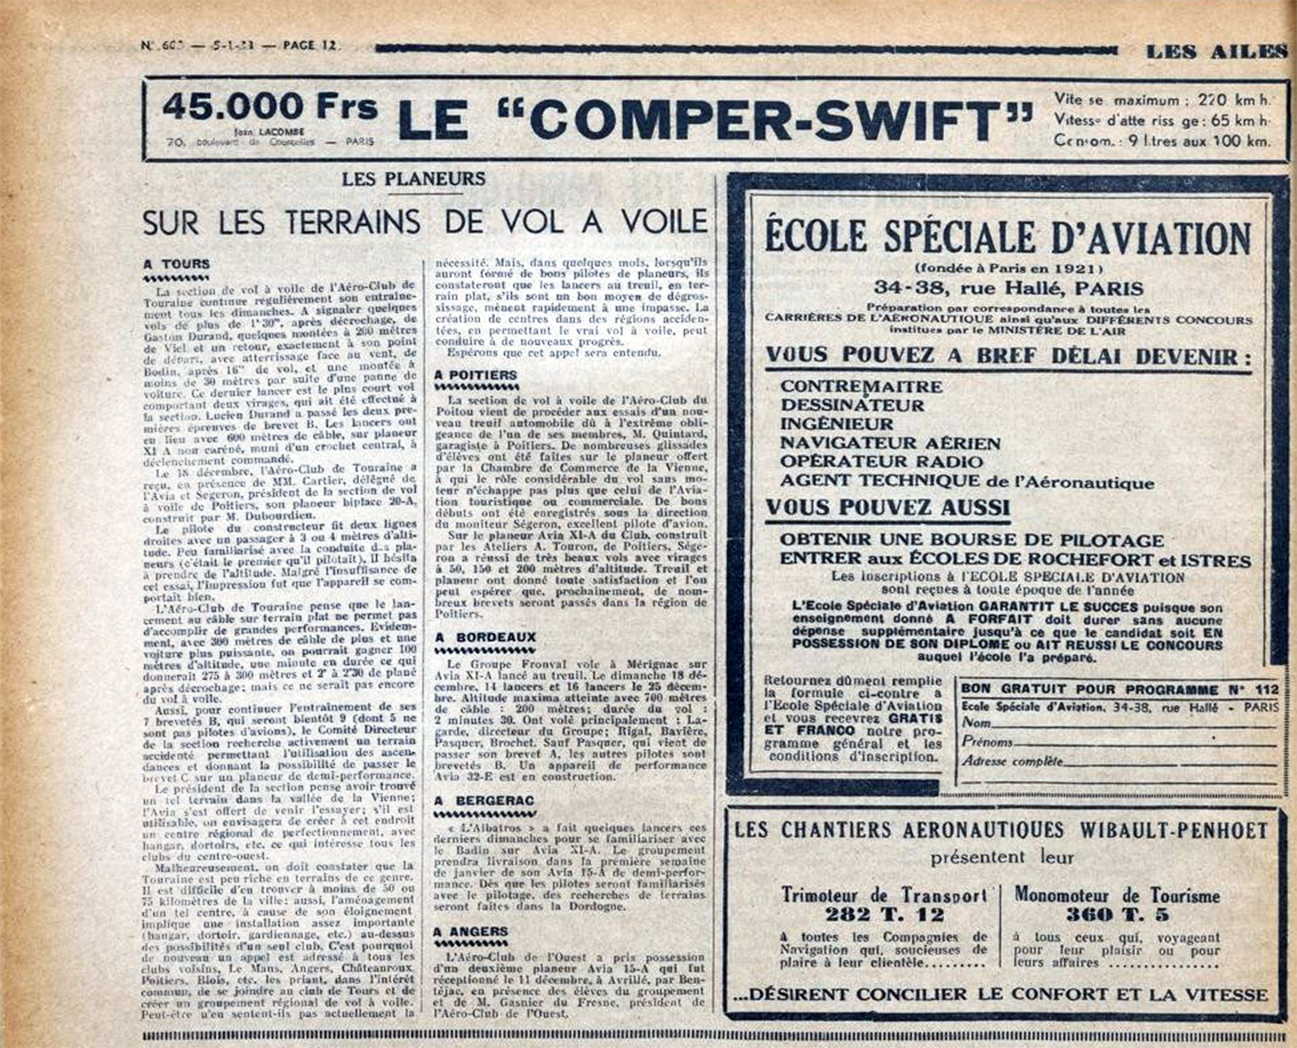 — PAGE 12
LES AILES
45.000 Frs
Jean LACOMBE
70, boulevard de Courcelles — PARIS
LE “COMPER-SWIFT”
Vite se maximum : 220 km h.
Vitesse d'atte riss ge : 65 km h.
Consom. : 9 litres aux 100 km.
LES PLANEURS
SUR LES TERRAINS DE VOL A VOILE
A TOURS
La section de vol à voile de l'Aéro-Club de
Touraine continue régulièrement son entraîne-
ment tous les dimanches. A signaler quelques
vols de plus de 1'30", après décrochage, de
Gaston Durand, quelques montées à 200 mètres
de Viel et un retour, exactement à son point
de départ, avec atterrissage face au vent, de
Bodin, après 16" de vol, et une montée à
moins de 30 mètres par suite d'une panne de
voiture. Ce dernier lancer est le plus court vol
comportant deux virages, qui ait été effectué à
la section. Lucien Durand a passé les deux pre-
mières épreuves de brevet B. Les lancers ont
eu lieu avec 600 mètres de câble, sur planeur
XI A non caréné, muni d'un crochet central, à
déclenchement commandé.
Le 18 décembre, l'Aéro-Club de Touraine a
reçu, en présence de MM. Cartier, délégué de
l'Avia et Segeron, président de la section de vol
à voile de Poitiers, son planeur biplace 20-A,
construit par M. Dubourdieu.
Le pilote du constructeur fit deux lignes
droites avec un passager à 3 ou 4 mètres d'alti-
tude. Peu familiarisé avec la conduite d.s pla-
neurs (c'était le premier qu'il pilotait), il hésita
à prendre de l'altitude. Malgré l'insuffisance de
cet essai, l'impression fut que l'appareil se com-
portait bien.
L'Aéro-Club de Touraine pense que le lan-
cement au câble sur terrain plat ne permet pas
d'accomplir de grandes performances. Evidem-
ment, avec 300 mètres de câble de plus et une
voiture plus puissante, on pourrait gagner 100
mètres d'altitude, une minute en durée ce qui
donnerait 275 à 300 mètres et 2' à 2'30 de plané
après décrochage; mais ce ne serait pas encore
du vol à voile.
Aussi, pour continuer l'entraînement de ses
7 brevetés B, qui seront bientôt 9 (dont 5 ne
sont pas pilotes d'avions), le Comité Directeur
de la section recherche activement un terrain
accidenté permettant l'utilisation des ascen-
dances et donnant la possibilité de passer le
brevet C sur un planeur de demi-performance.
Le président de la section pense avoir trouvé
un tel terrain dans la vallée de la Vienne;
l'Avia s'est offert de venir l'essayer; s'il est
utilisable, on envisagera de créer à cet endroit
un centre régional de perfectionnement, avec
hangar, dortoirs, etc. ce qui intéresse tous les
clubs du centre-ouest.
Malheureusement, on doit constater que la
Touraine est peu riche en terrains de ce genre.
Il est difficile d'en trouver à moins de 50 ou
75 kilomètres de la ville; aussi, l'aménagement
d'un tel centre, à cause de son éloignement
implique une installation assez importante
(hangar, dortoir, gardiennage, etc.) au-dessus
des possibilités d'un seul club. C'est pourquoi
de nouveau un appel est adressé à tous les
clubs voisins, Le Mans, Angers, Châteauroux,
Poitiers, Blois, etc. les priant, dans l'intérêt
commun, de se joindre au club de Tours et de
créer un groupement régional de vol à voile.
Peut-être n'en sentent-ils pas actuellement la
nécessité. Mais, dans quelques mois, lorsqu'ils
auront formé de bons pilotes de planeurs, ils
constateront que les lancers au treuil, en ter-
rain plat, s'ils sont un bon moyen de dégros-
sissage, mènent rapidement à une impasse. La
création de centres dans des régions acciden-
tées, en permettant le vrai vol à voile, peut
conduire à de nouveaux progrès.
Espérons que cet appel sera entendu.
A POITIERS
La section de vol à voile de l'Aéro-Club du
Poitou vient de procéder aux essais d'un nou-
veau treuil automobile dû à l'extrême obli-
geance de l'un de ses membres, M. Quintard,
garagiste à Poitiers. De nombreuses glissades
d'élèves ont été faites sur le planeur offert
par la Chambre de Commerce de la Vienne,
à qui le rôle considérable du vol sans mo-
teur n'échappe pas plus que celui de l'Avia-
tion touristique ou commerciale. De bons
débuts ont été enregistrés sous la direction
du moniteur Ségeron, excellent pilote d'avion.
Sur le planeur Avia XI-A du Club, construit
par les Ateliers A. Touron, de Poitiers, Sége-
ron a réussi de très beaux vols avec virages
à 50, 150 et 200 mètres d'altitude. Treuil et
planeur ont donné toute satisfaction et l'on
peut espérer que, prochainement, de nom-
breux brevets seront passés dans la région de
Poitiers.
A BORDEAUX
Le Groupe Fronval vole à Mérignac sur
Avia XI-A lancé au treuil. Le dimanche 18 dé-
cembre, 14 lancers et 16 lancers le 25 décem-
bre. Altitude maxima atteinte avec 700 mètres
de câble : 200 mètres; durée du vol :
2 minutes 30. Ont volé principalement : La-
garde, directeur du Groupe; Rigal, Bavière,
Pasquer, Brochet. Sauf Pasquer, qui vient de
passer son brevet A, les autres pilotes sont
brevetés B. Un appareil de performance
Avia 32-E est en construction.
A BERGERAC
« L'Albatros » a fait quelques lancers ces
derniers dimanches pour se familiariser avec
le Badin sur Avia XI-A. Le groupement
prendra livraison dans la première semaine
de janvier de son Avia 15-A de demi-perfor-
mance. Dès que les pilotes seront familiarisés
avec le pilotage, des recherches de terrains
seront faites dans la Dordogne.
A ANGERS
L'Aéro-Club de l'Ouest a pris possession
d'un deuxième planeur Avia 15-A qui fut
réceptionné le 11 décembre, à Avrillé, par Ben-
téjac, en présence des élèves du groupement
et de M. Gasnier du Fresne, président de
l'Aéro-Club de l'Ouest.
ÉCOLE SPÉCIALE D'AVIATION
(fondée à Paris en 1921)
34-38, rue Hallé, PARIS
Préparation par correspondance à toutes les
CARRIÈRES DE L'AÉRONAUTIQUE ainsi qu'aux DIFFÉRENTS CONCOURS
institués par le MINISTÈRE DE L'AIR
VOUS POUVEZ A BREF DÉLAI DEVENIR :
CONTREMAITRE
DESSINATEUR
INGÉNIEUR
NAVIGATEUR AÉRIEN
OPÉRATEUR RADIO
AGENT TECHNIQUE de l'Aéronautique
VOUS POUVEZ AUSSI
OBTENIR UNE BOURSE DE PILOTAGE
ENTRER aux ÉCOLES DE ROCHEFORT et ISTRES
Les inscriptions à l'ECOLE SPÉCIALE D'AVIATION
sont reçues à toute époque de l'année
L'Ecole Spéciale d'Aviation GARANTIT LE SUCCES puisque son
enseignement donné A FORFAIT doit durer sans aucune
dépense supplémentaire jusqu'à ce que le candidat soit EN
POSSESSION DE SON DIPLOME ou AIT REUSSI LE CONCOURS
auquel l'école l'a préparé.
Retournez dûment remplie
la formule ci-contre à
l'Ecole Spéciale d'Aviation
et vous recevrez GRATIS
ET FRANCO notre pro-
gramme général et les
conditions d'inscription.
BON GRATUIT POUR PROGRAMME N° 112
Ecole Spéciale d'Aviation, 34-38, rue Hallé - PARIS
Nom
Prénoms
Adresse complète
LES CHANTIERS AERONAUTIQUES WIBAULT-PENHOET
présentent leur
Trimoteur de Transport
282 T. 12
à toutes les Compagnies de
Navigation qui, soucieuses de
plaire à leur clientèle.........
Monomoteur de Tourisme
360 T. 5
à tous ceux qui, voyageant
pour leur plaisir ou pour
leurs affaires ..............
...DÉSIRENT CONCILIER LE CONFORT ET LA VITESSE